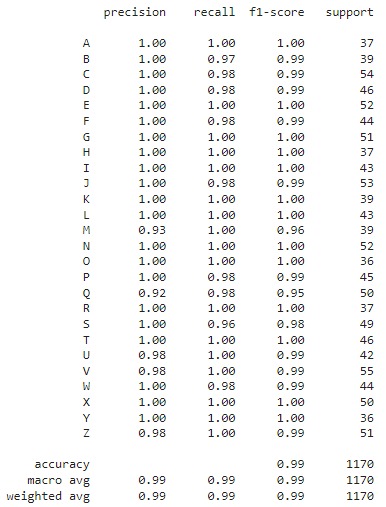 precision recall f1-score support
A 1.00 1.00 1.00 37
B 1.00 0.97 0.99 39
C 1.00 0.98 0.99 54
D 1.00 0.98 0.99 46
E 1.00 1.00 1.00 52
F 1.00 0.98 0.99 44
G 1.00 1.00 1.00 51
H 1.00 1.00 1.00 37
I 1.00 1.00 1.00 43
J 1.00 0.98 0.99 53
K 1.00 1.00 1.00 39
L 1.00 1.00 1.00 43
M 0.93 1.00 0.96 39
N 1.00 1.00 1.00 52
O 1.00 1.00 1.00 36
P 1.00 0.98 0.99 45
Q 0.92 0.98 0.95 50
R 1.00 1.00 1.00 37
S 1.00 0.96 0.98 49
T 1.00 1.00 1.00 46
U 0.98 1.00 0.99 42
V 0.98 1.00 0.99 55
W 1.00 0.98 0.99 44
X 1.00 1.00 1.00 50
Y 1.00 1.00 1.00 36
Z 0.98 1.00 0.99 51
accuracy 0.99 1170
macro avg 0.99 0.99 0.99 1170
weighted avg 0.99 0.99 0.99 1170